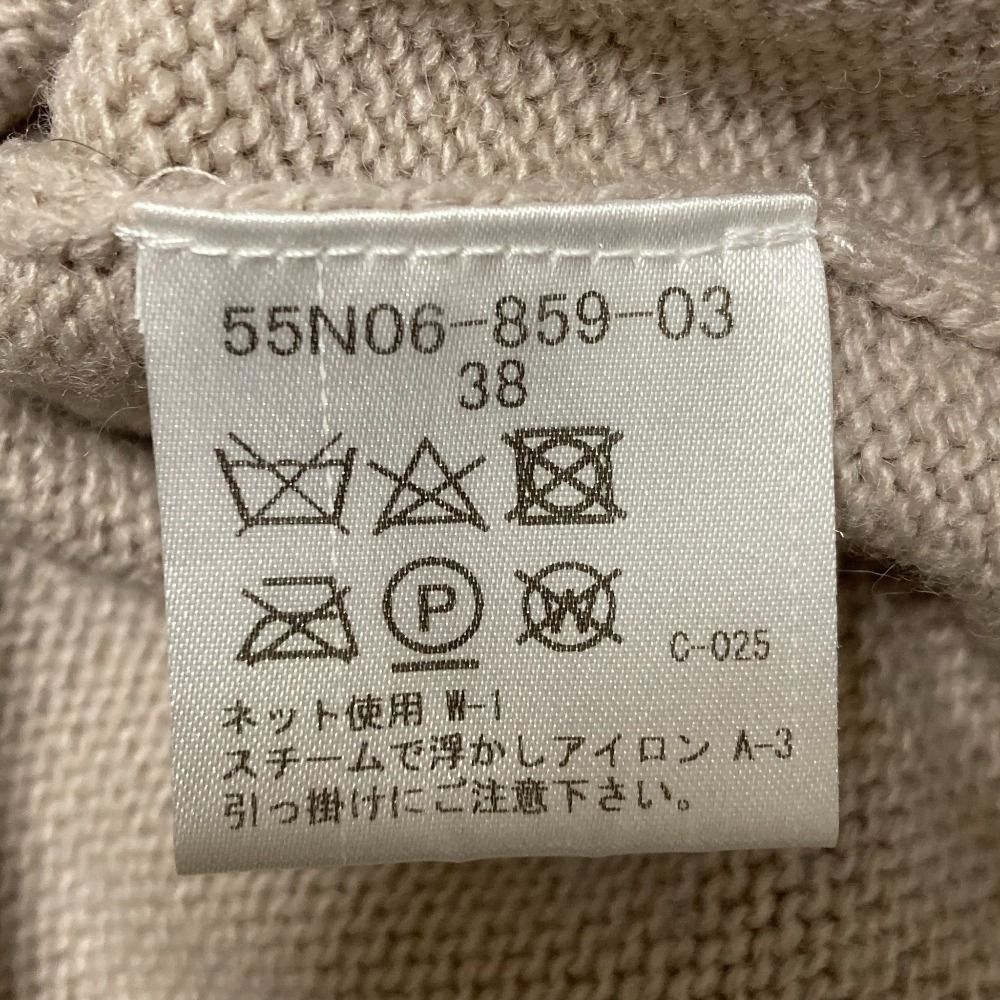 55N06-859-03
38
P W
C-025
ネット使用 W-1
スチームで浮かしアイロン A-3
引っ掛けにご注意下さい。